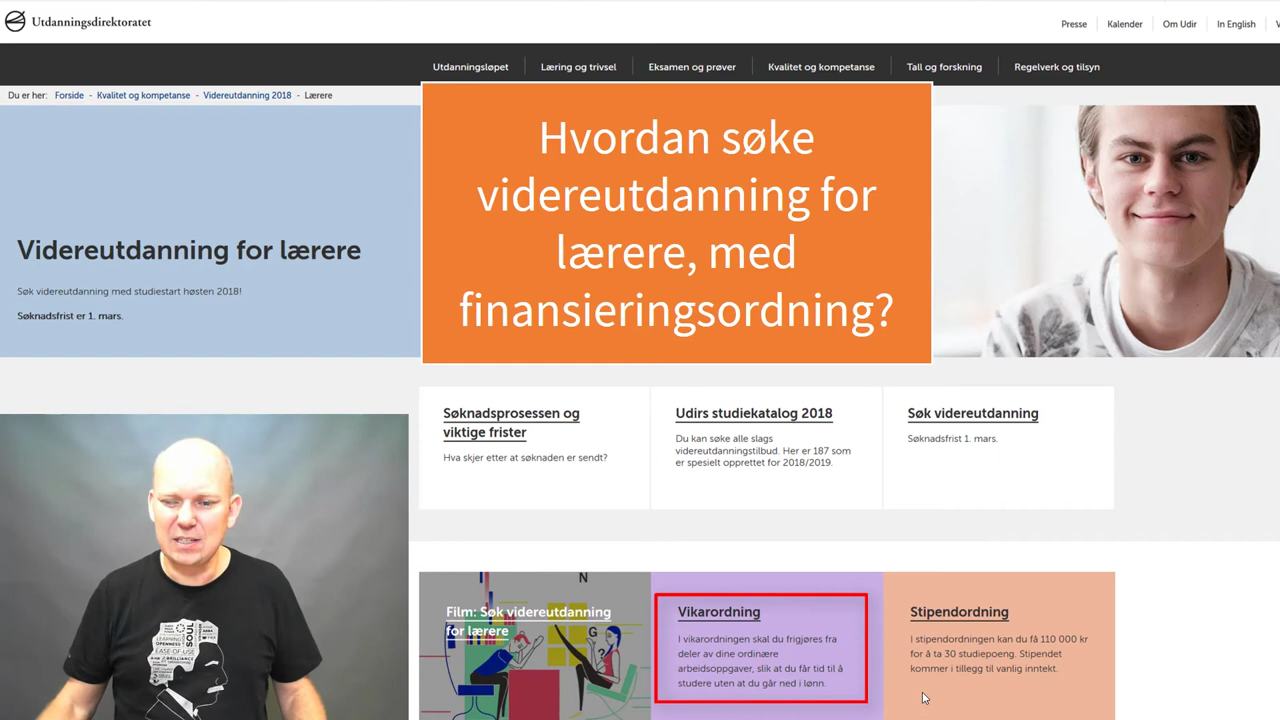 Utdanningsdirektoratet
Presse
Kalender
Om Udir
In English
Utdanningsløpet
Læring og trivsel
Eksamen og prøver
Kvalitet og kompetanse
Tall og forskning
Regelverk og tilsyn
Du er her: Forside - Kvalitet og kompetanse - Videreutdanning 2018 - Lærere
Hvordan søke
videreutdanning for
lærere, med
finansieringsordning?
Videreutdanning for lærere
Søk videreutdanning med studiestart høsten 2018!
Søknadsfrist er 1. mars.
Søknadsprosessen og
viktige frister
Hva skjer etter at søknaden er sendt?
Udirs studiekatalog 2018
Du kan søke alle slags
videreutdanningstilbud. Her er 187 som
er spesielt opprettet for 2018/2019.
Søk videreutdanning
Søknadsfrist 1. mars.
N
G
Film: Søk videreutdanning
for lærere
Vikarordning
I vikarordningen skal du frigjøres fra
deler av dine ordinære
arbeidsoppgaver, slik at du får tid til å
studere uten at du går ned i lønn.
Stipendordning
I stipendordningen kan du få 110 000 kr
for å ta 30 studiepoeng. Stipendet
kommer i tillegg til vanlig inntekt.
SOUL
LEARNING
OPENNESS
EASE-OF-USE
BRILLIANCE